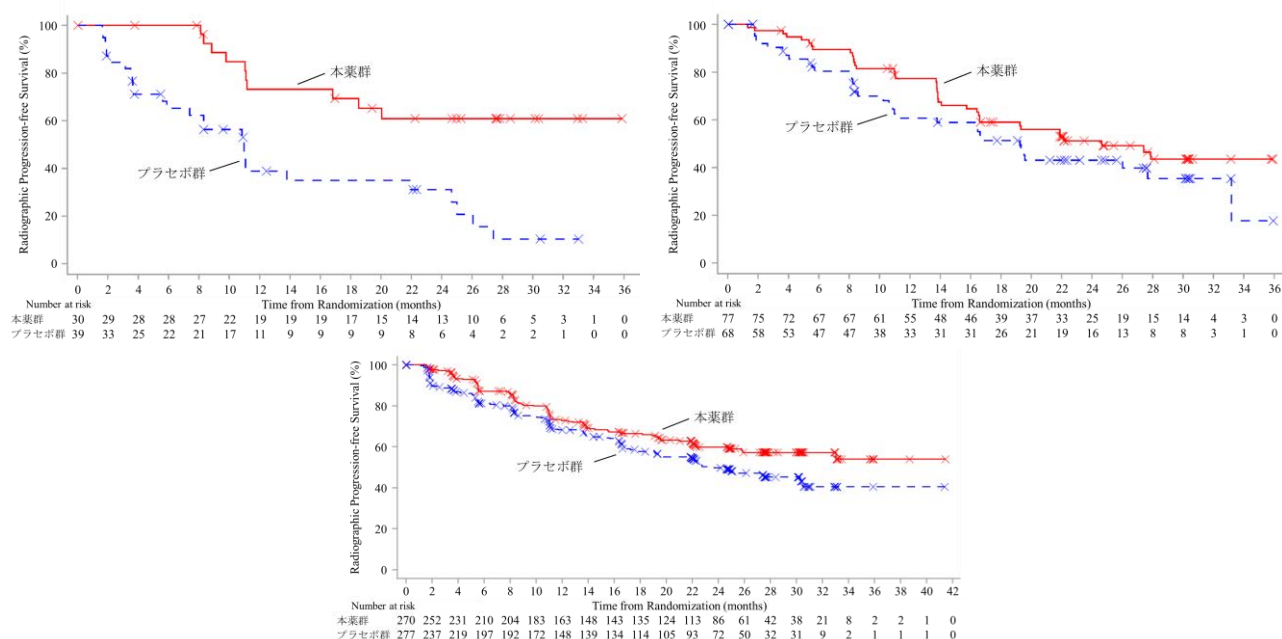 Radiographic Progression-free Survival (%)
100
80
60
40
20
0
本薬群
プラセボ群
0 2 4 6 8 10 12 14 16 18 20 22 24 26 28 30 32 34 36
Number at risk
Time from Randomization (months)
本薬群 30 29 28 28 27 22 19 19 19 17 15 14 13 10 6 5 3 1 0
プラセボ群 39 33 25 22 21 17 11 9 9 9 9 8 6 4 2 2 1 0 0
Radiographic Progression-free Survival (%)
100
80
60
40
20
0
本薬群
プラセボ群
0 2 4 6 8 10 12 14 16 18 20 22 24 26 28 30 32 34 36
Number at risk
Time from Randomization (months)
本薬群 77 75 72 67 67 61 55 48 46 39 37 33 25 19 15 14 4 3 0
プラセボ群 68 58 53 47 47 38 33 31 31 26 21 19 16 13 8 8 3 1 0
Radiographic Progression-free Survival (%)
100
80
60
40
20
0
本薬群
プラセボ群
0 2 4 6 8 10 12 14 16 18 20 22 24 26 28 30 32 34 36 38 40 42
Number at risk
Time from Randomization (months)
本薬群 270 252 231 210 204 183 163 148 143 135 124 113 86 61 42 38 21 8 2 2 1 0
プラセボ群 277 237 219 197 192 172 148 139 134 114 105 93 72 50 32 31 9 2 1 1 1 0